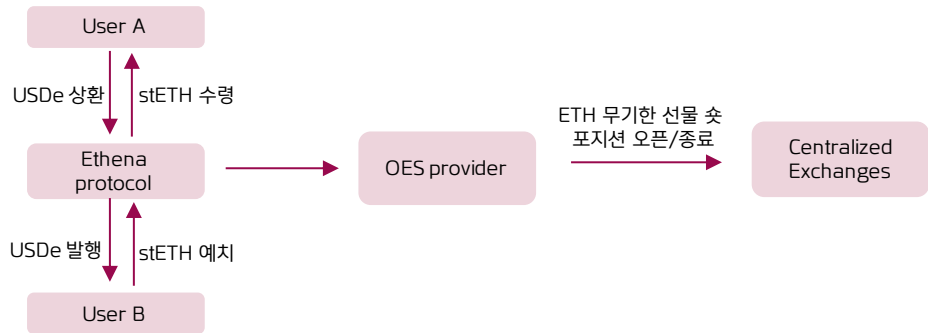 User A
USDe 상환
stETH 수령
Ethena
protocol
OES provider
ETH 무기한 선물 숏
포지션 오픈/종료
Centralized
Exchanges
USDe 발행
stETH 예치
User B